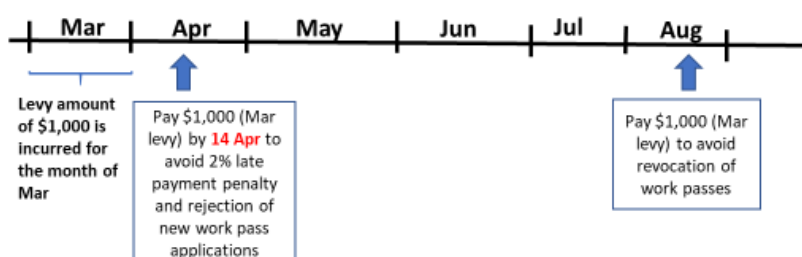 Mar Apr May Jun Jul Aug
Levy amount
of $1,000 is
incurred for
the month of
Mar
Pay $1,000 (Mar
levy) by 14 Apr to
avoid 2% late
payment penalty
and rejection of
new work pass
applications
Pay $1,000 (Mar
levy) to avoid
revocation of
work passes